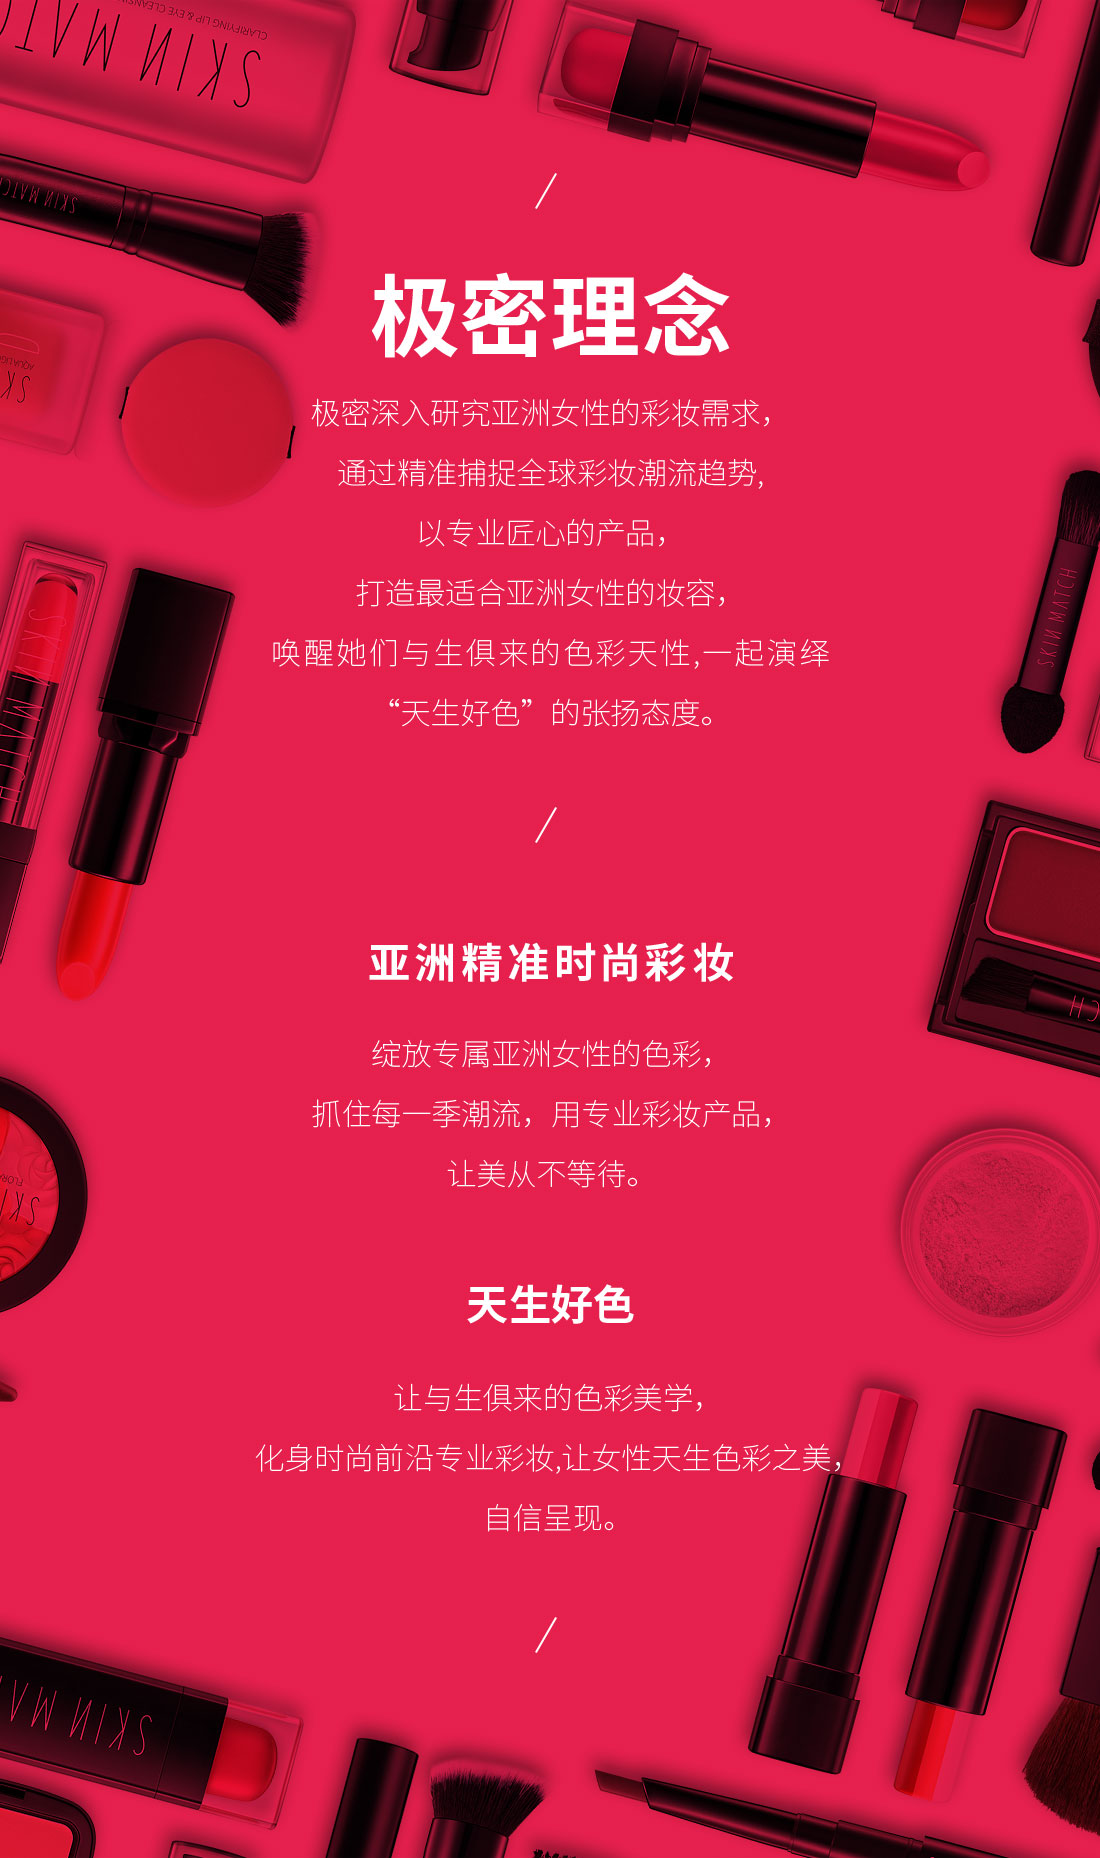 CLARIFYING LIP & EYE CLEANSI
SKIN MATC
SKIN MATC
极密理念
极密深入研究亚洲女性的彩妆需求，
通过精准捕捉全球彩妆潮流趋势,
以专业匠心的产品，
打造最适合亚洲女性的妆容，
唤醒她们与生俱来的色彩天性,一起演绎
“天生好色”的张扬态度。
SKIN MATCH
SKIN MATCH
亚洲精准时尚彩妆
绽放专属亚洲女性的色彩，
抓住每一季潮流，用专业彩妆产品，
让美从不等待。
天生好色
让与生俱来的色彩美学，
化身时尚前沿专业彩妆,让女性天生色彩之美，
自信呈现。
SKIN MA